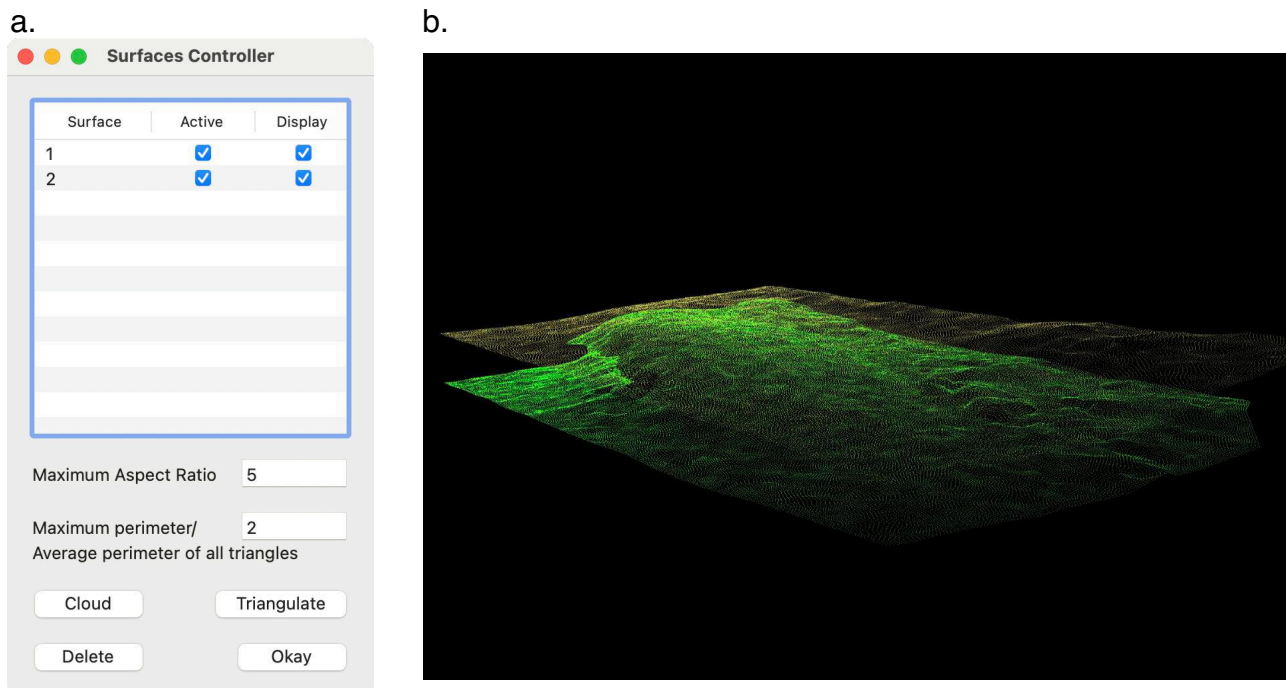 a.
Surfaces Controller
Surface Active Display
1
2
Maximum Aspect Ratio 5
Maximum perimeter/ 2
Average perimeter of all triangles
Cloud Triangulate
Delete Okay
b.